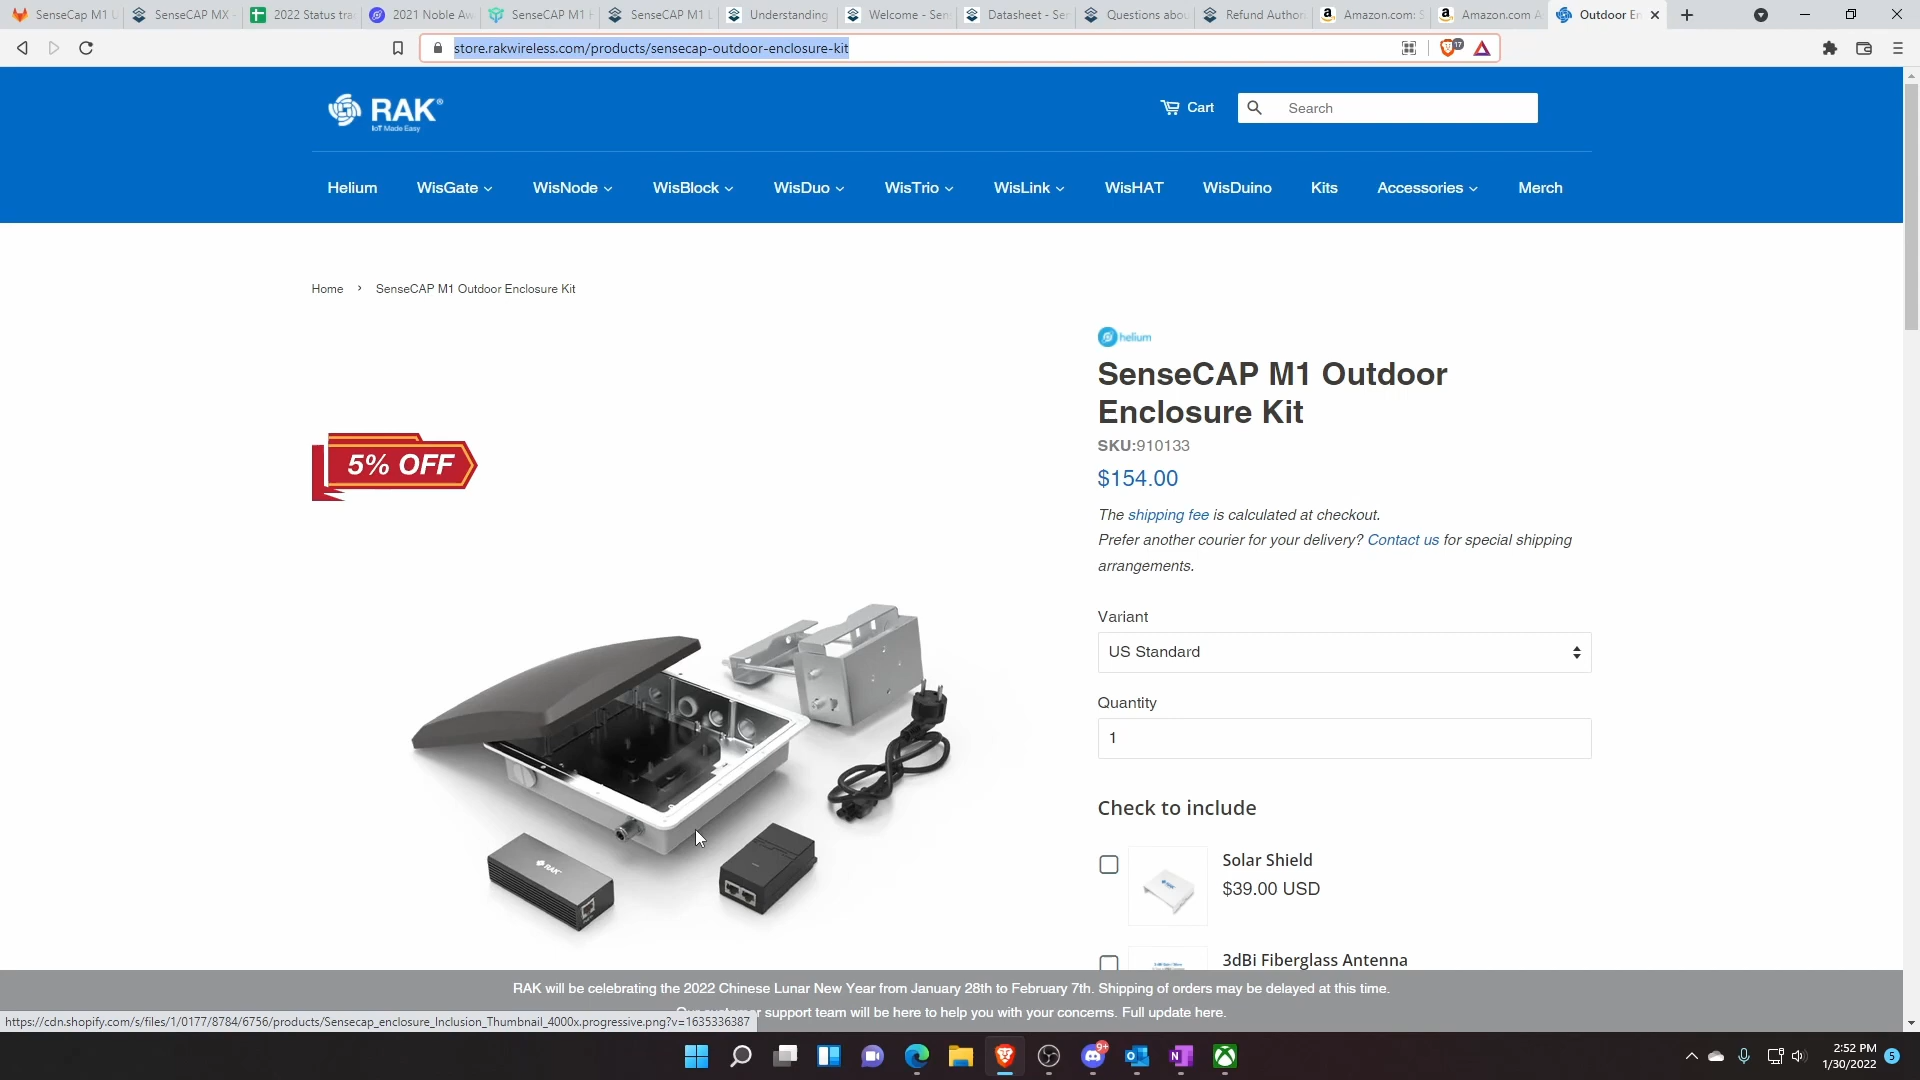 SenseCap M1 U
SenseCAP MX -
2022 Status tra
2021 Noble Aw
SenseCAP M1 H
SenseCAP M1 L
Understanding
Welcome - Sen
Datasheet - Sen
Questions abou
Refund Author
Amazon.com: S
Amazon.com A
Outdoor En
store.rakwireless.com/products/sensecap-outdoor-enclosure-kit
17
RAK®
IoT Made Easy
Cart
Search
Helium WisGate WisNode WisBlock WisDuo WisTrio WisLink WisHAT WisDuino Kits Accessories Merch
Home › SenseCAP M1 Outdoor Enclosure Kit
5% OFF
helium
SenseCAP M1 Outdoor
Enclosure Kit
SKU:910133
$154.00
The shipping fee is calculated at checkout.
Prefer another courier for your delivery? Contact us for special shipping
arrangements.
Variant
US Standard
Quantity
1
Check to include
RAK
Solar Shield
$39.00 USD
3dBi Fiberglass Antenna
RAK will be celebrating the 2022 Chinese Lunar New Year from January 28th to February 7th. Shipping of orders may be delayed at this time.
support team will be here to help you with your concerns. Full update here.
https://cdn.shopify.com/s/files/1/0177/8784/6756/products/Sensecap_enclosure_Inclusion_Thumbnail_4000x.progressive.png?v=1635336387
9+
2:52 PM
1/30/2022
5